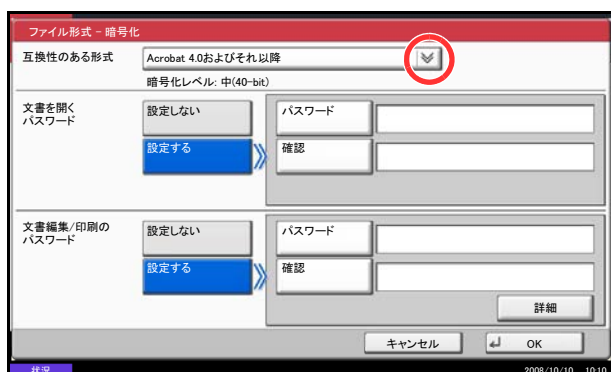 ファイル形式 - 暗号化
互換性のある形式
Acrobat 4.0およびそれ以降
暗号化レベル: 中(40-bit)
文書を開く
パスワード
設定しない
設定する
パスワード
確認
文書編集/印刷の
パスワード
設定しない
設定する
パスワード
確認
詳細
キャンセル
OK
状況
2008/10/10 10:10